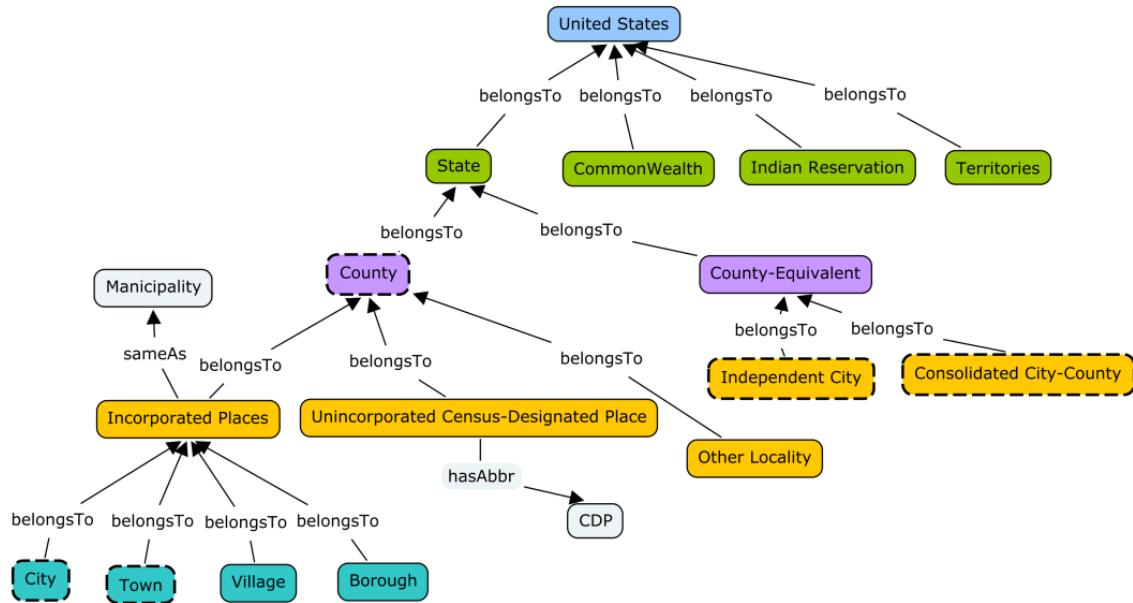 United States
belongsTo
belongsTo
belongsTo
belongsTo
State
CommonWealth
Indian Reservation
Territories
belongsTo
belongsTo
County
County-Equivalent
Manicipality
sameAs
belongsTo
belongsTo
belongsTo
belongsTo
belongsTo
Independent City
Consolidated City-County
Incorporated Places
Unincorporated Census-Designated Place
Other Locality
hasAbbr
CDP
belongsTo
belongsTo
belongsTo
belongsTo
City
Town
Village
Borough